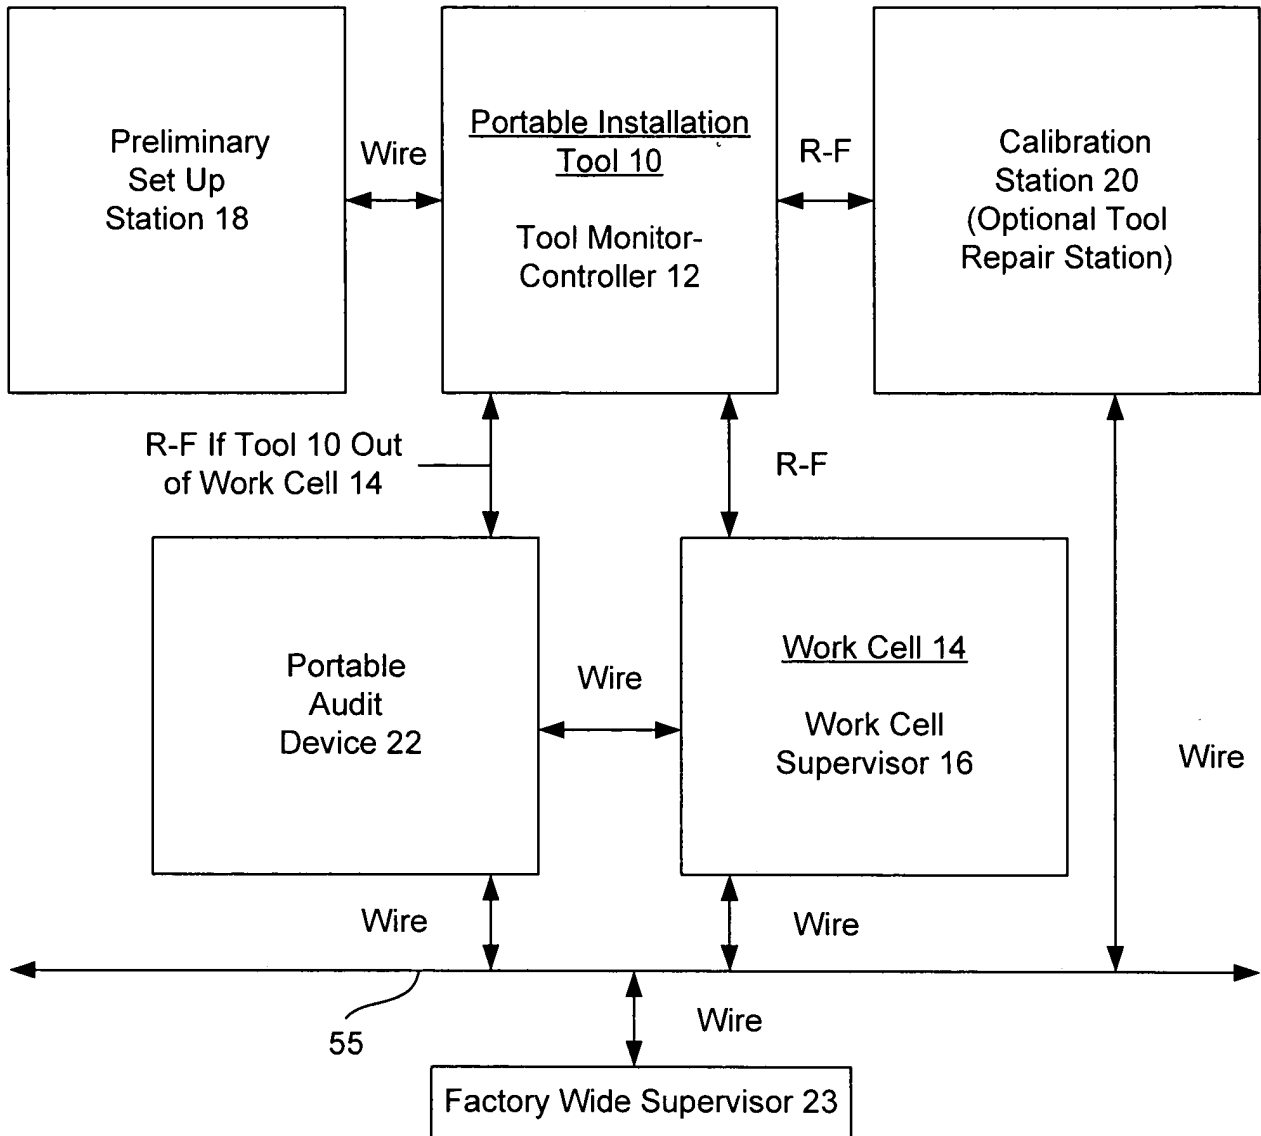 Preliminary
Set Up
Station 18
Wire
Portable Installation
Tool 10
Tool Monitor-
Controller 12
R-F
Calibration
Station 20
(Optional Tool
Repair Station)
R-F If Tool 10 Out
of Work Cell 14
R-F
Portable
Audit
Device 22
Wire
Work Cell 14
Work Cell
Supervisor 16
Wire
Wire
Wire
55
Wire
Factory Wide Supervisor 23